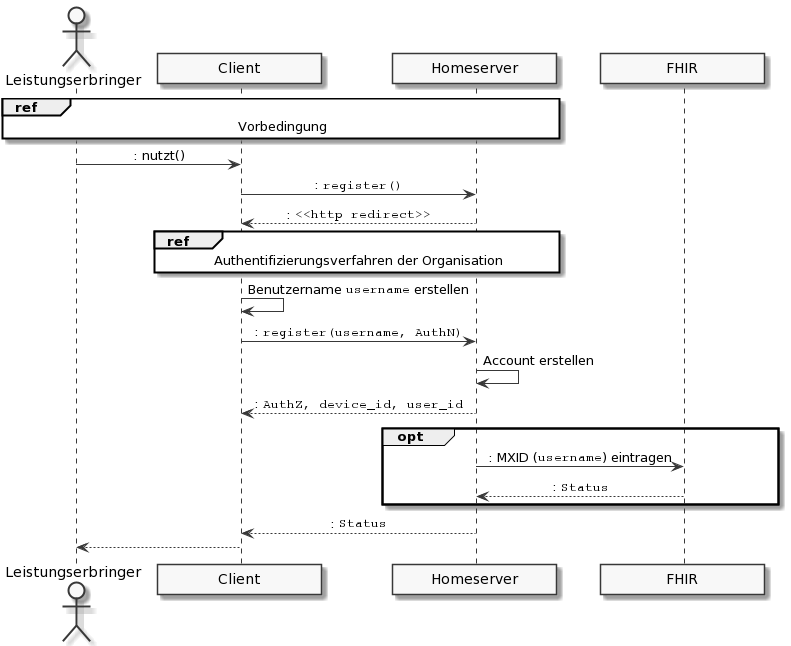 Leistungserbringer
Client
Homeserver
FHIR
ref
Vorbedingung
: nutzt()
: register()
: <<http redirect>>
ref
Authentifizierungsverfahren der Organisation
Benutzername username erstellen
: register(username, AuthN)
Account erstellen
: AuthZ, device_id, user_id
opt
: MXID (username) eintragen
: Status
: Status
Leistungserbringer
Client
Homeserver
FHIR